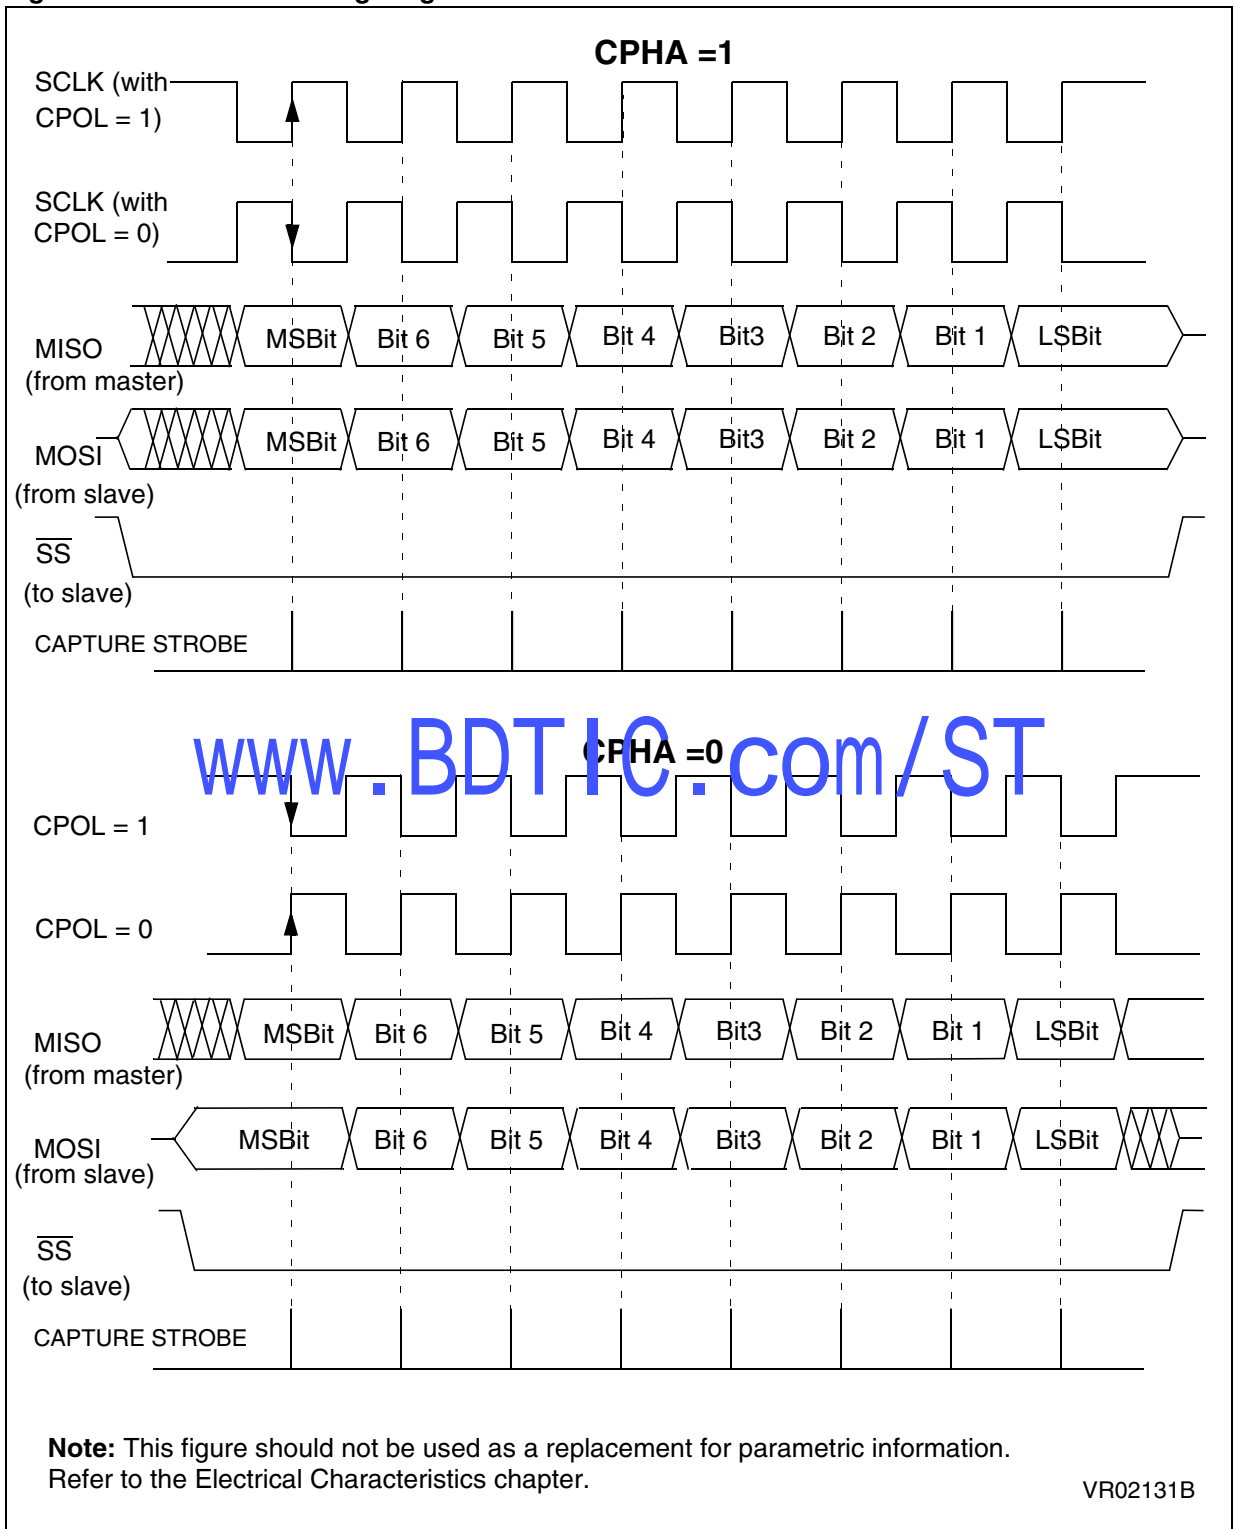 CPHA =1
SCLK (with
CPOL = 1)
SCLK (with
CPOL = 0)
MISO
(from master)
MSBit Bit 6 Bit 5 Bit 4 Bit3 Bit 2 Bit 1 LSBit
MOSI
(from slave)
MSBit Bit 6 Bit 5 Bit 4 Bit3 Bit 2 Bit 1 LSBit
SS
(to slave)
CAPTURE STROBE
www.BDTIC.com/ST
CPHA =0
CPOL = 1
CPOL = 0
MISO
(from master)
MSBit Bit 6 Bit 5 Bit 4 Bit3 Bit 2 Bit 1 LSBit
MOSI
(from slave)
MSBit Bit 6 Bit 5 Bit 4 Bit3 Bit 2 Bit 1 LSBit
SS
(to slave)
CAPTURE STROBE
Note: This figure should not be used as a replacement for parametric information.
Refer to the Electrical Characteristics chapter.
VR02131B